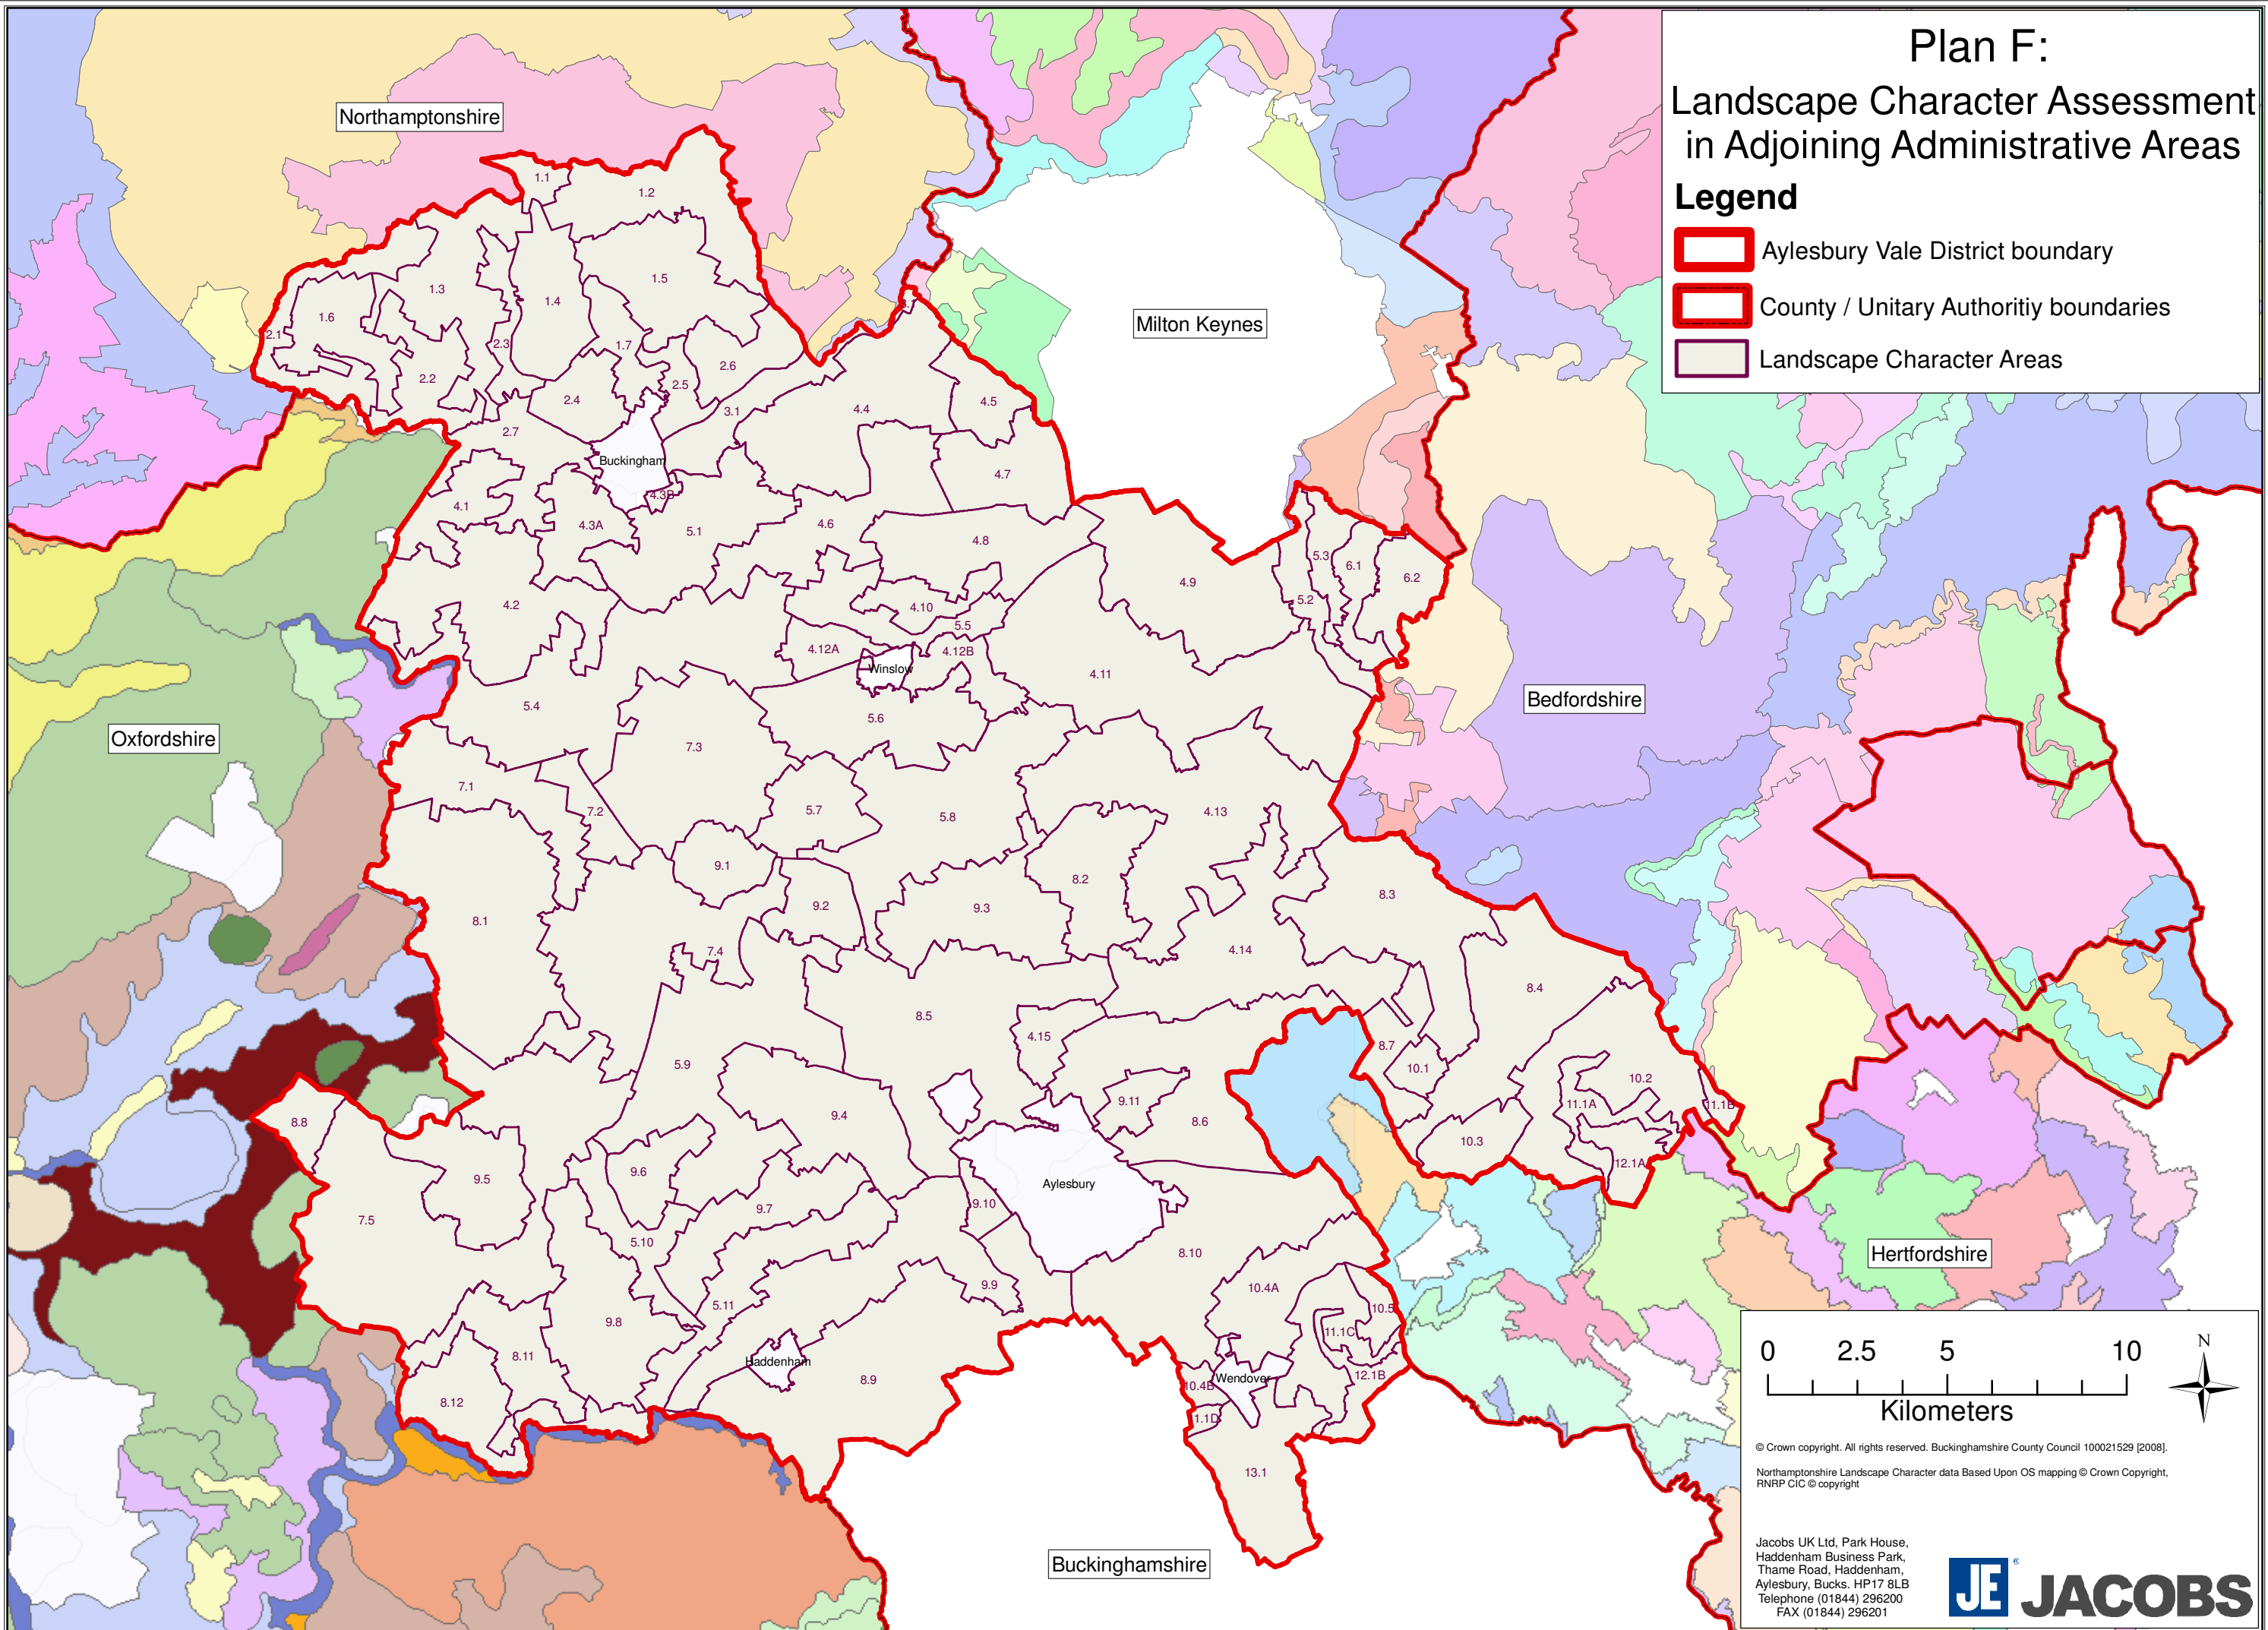 Plan F:
Landscape Character Assessment
in Adjoining Administrative Areas
Legend
Aylesbury Vale District boundary
County / Unitary Authoritiy boundaries
Landscape Character Areas
Northamptonshire
Milton Keynes
Oxfordshire
Bedfordshire
Hertfordshire
Buckinghamshire
1.1
1.2
1.3
1.4
1.5
1.6
2.1
2.3
1.7
2.2
2.6
2.5
2.4
3.1
4.4
4.5
2.7
Buckingham
4.7
4.3B
4.1
4.3A
5.1
4.6
4.8
5.3
6.1
6.2
4.9
4.2
4.10
5.2
5.5
4.12A
4.12B
Winslow
4.11
5.4
5.6
7.3
7.1
7.2
5.7
5.8
4.13
9.1
8.2
8.3
9.2
9.3
8.1
7.4
4.14
8.4
8.5
4.15
8.7
5.9
10.1
10.2
9.11
11.1A
11.1B
9.4
8.6
8.8
10.3
12.1A
9.5
9.6
Aylesbury
9.10
9.7
7.5
5.10
8.10
9.9
10.4A
5.11
10.5
9.8
11.1C
8.11
Haddenham
8.9
Wendover
12.1B
10.4B
8.12
1.1D
13.1
0 2.5 5 10
Kilometers
N
© Crown copyright. All rights reserved. Buckinghamshire County Council 100021529 [2008].
Northamptonshire Landscape Character data Based Upon OS mapping © Crown Copyright,
RNRP CIC © copyright
Jacobs UK Ltd, Park House,
Haddenham Business Park,
Thame Road, Haddenham,
Aylesbury, Bucks. HP17 8LB
Telephone (01844) 296200
FAX (01844) 296201
JE ® JACOBS